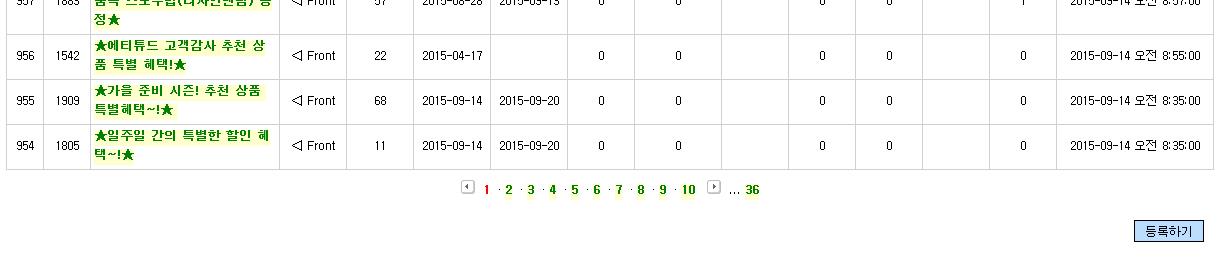 957 1883 ◁ Front 57 2015-08-28 2015-09-13 0 0 0 0 1 2015-09-14 오전 8:57:00
정★
★에티튜드 고객감사 추천 상
956 1542 ◁ Front 22 2015-04-17 0 0 0 0 0 2015-09-14 오전 8:55:00
품 특별 혜택!★
★가을 준비 시즌! 추천 상품
955 1909 ◁ Front 68 2015-09-14 2015-09-20 0 0 0 0 0 2015-09-14 오전 8:35:00
특별혜택~!★
★일주일 간의 특별한 할인 혜
954 1805 ◁ Front 11 2015-09-14 2015-09-20 0 0 0 0 0 2015-09-14 오전 8:35:00
택~!★
1 · 2 · 3 · 4 · 5 · 6 · 7 · 8 · 9 · 10 ... 36
등록하기